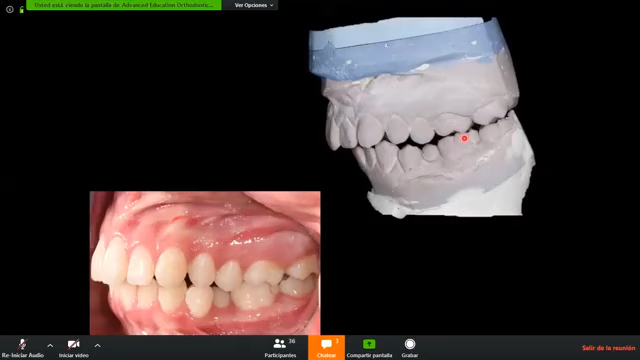 Usted está viendo la pantalla de Advanced Education Orthodostic...
Ver Opciones
Re-Iniciar Audio
Iniciar video
36
Participantes
3
Chatear
Compartir pantalla
Grabar
Salir de la reunión